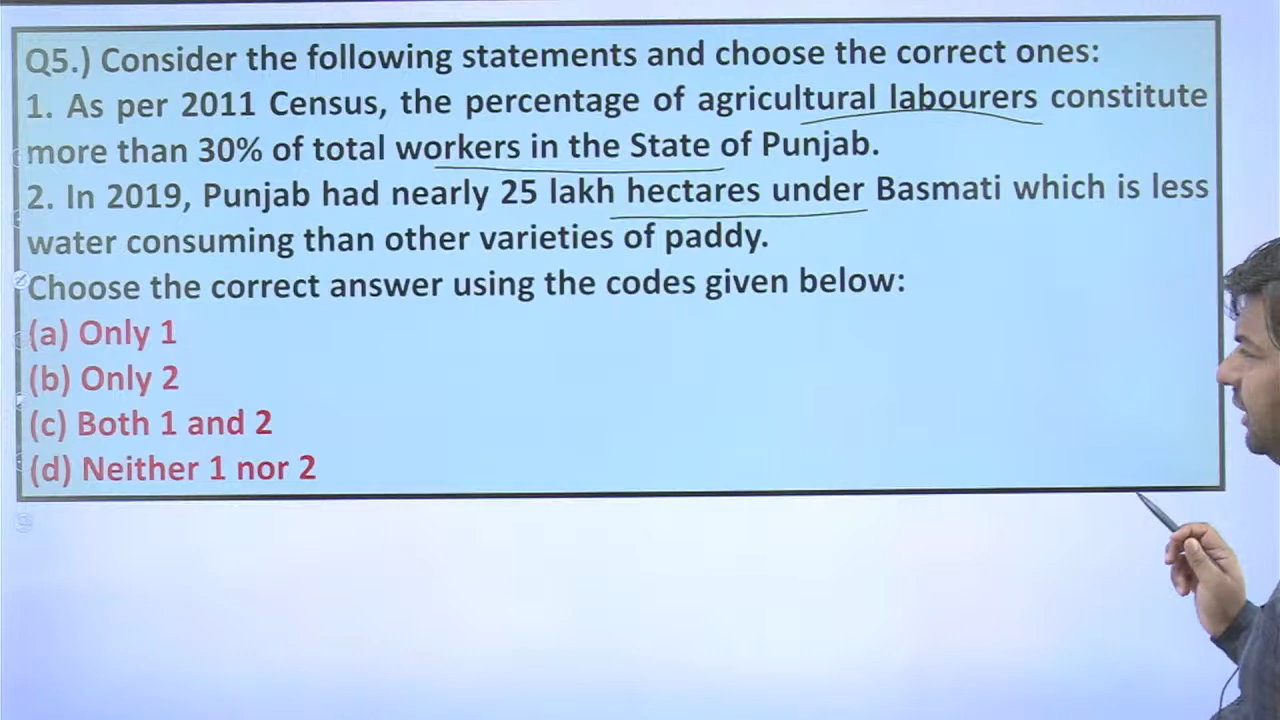 Q5.) Consider the following statements and choose the correct ones:
1. As per 2011 Census, the percentage of agricultural labourers constitute
more than 30% of total workers in the State of Punjab.
2. In 2019, Punjab had nearly 25 lakh hectares under Basmati which is less
water consuming than other varieties of paddy.
Choose the correct answer using the codes given below:
(a) Only 1
(b) Only 2
(c) Both 1 and 2
(d) Neither 1 nor 2